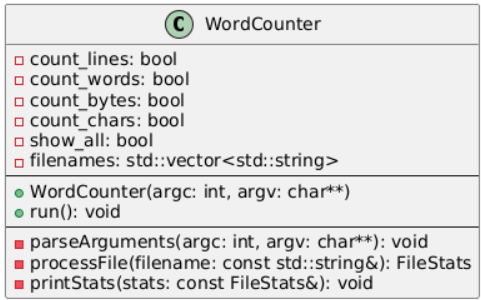 C WordCounter
count_lines: bool
count_words: bool
count_bytes: bool
count_chars: bool
show_all: bool
filenames: std::vector<std::string>
WordCounter(argc: int, argv: char**)
run(): void
parseArguments(argc: int, argv: char**): void
processFile(filename: const std::string&): FileStats
printStats(stats: const FileStats&): void